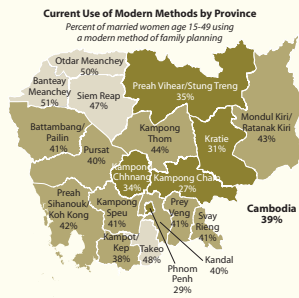 Current Use of Modern Methods by Province
Percent of married women age 15-49 using
a modern method of family planning
Otdar Meanchey
50%
Banteay
Meanchey
51%
Siem Reap
47%
Preah Vihear/Stung Treng
35%
Mondul Kiri/
Ratanak Kiri
43%
Battambang/
Pailin
41%
Pursat
40%
Kampong
Thom
44%
Kratie
31%
Kampong
Chhnang
34%
Kampong Cham
27%
Preah
Sihanouk/
Koh Kong
42%
Kampong
Speu
41%
Prey
Veng
41%
Svay
Rieng
41%
Cambodia
39%
Kampot/
Kep
38%
Takeo
48%
Kandal
40%
Phnom
Penh
29%